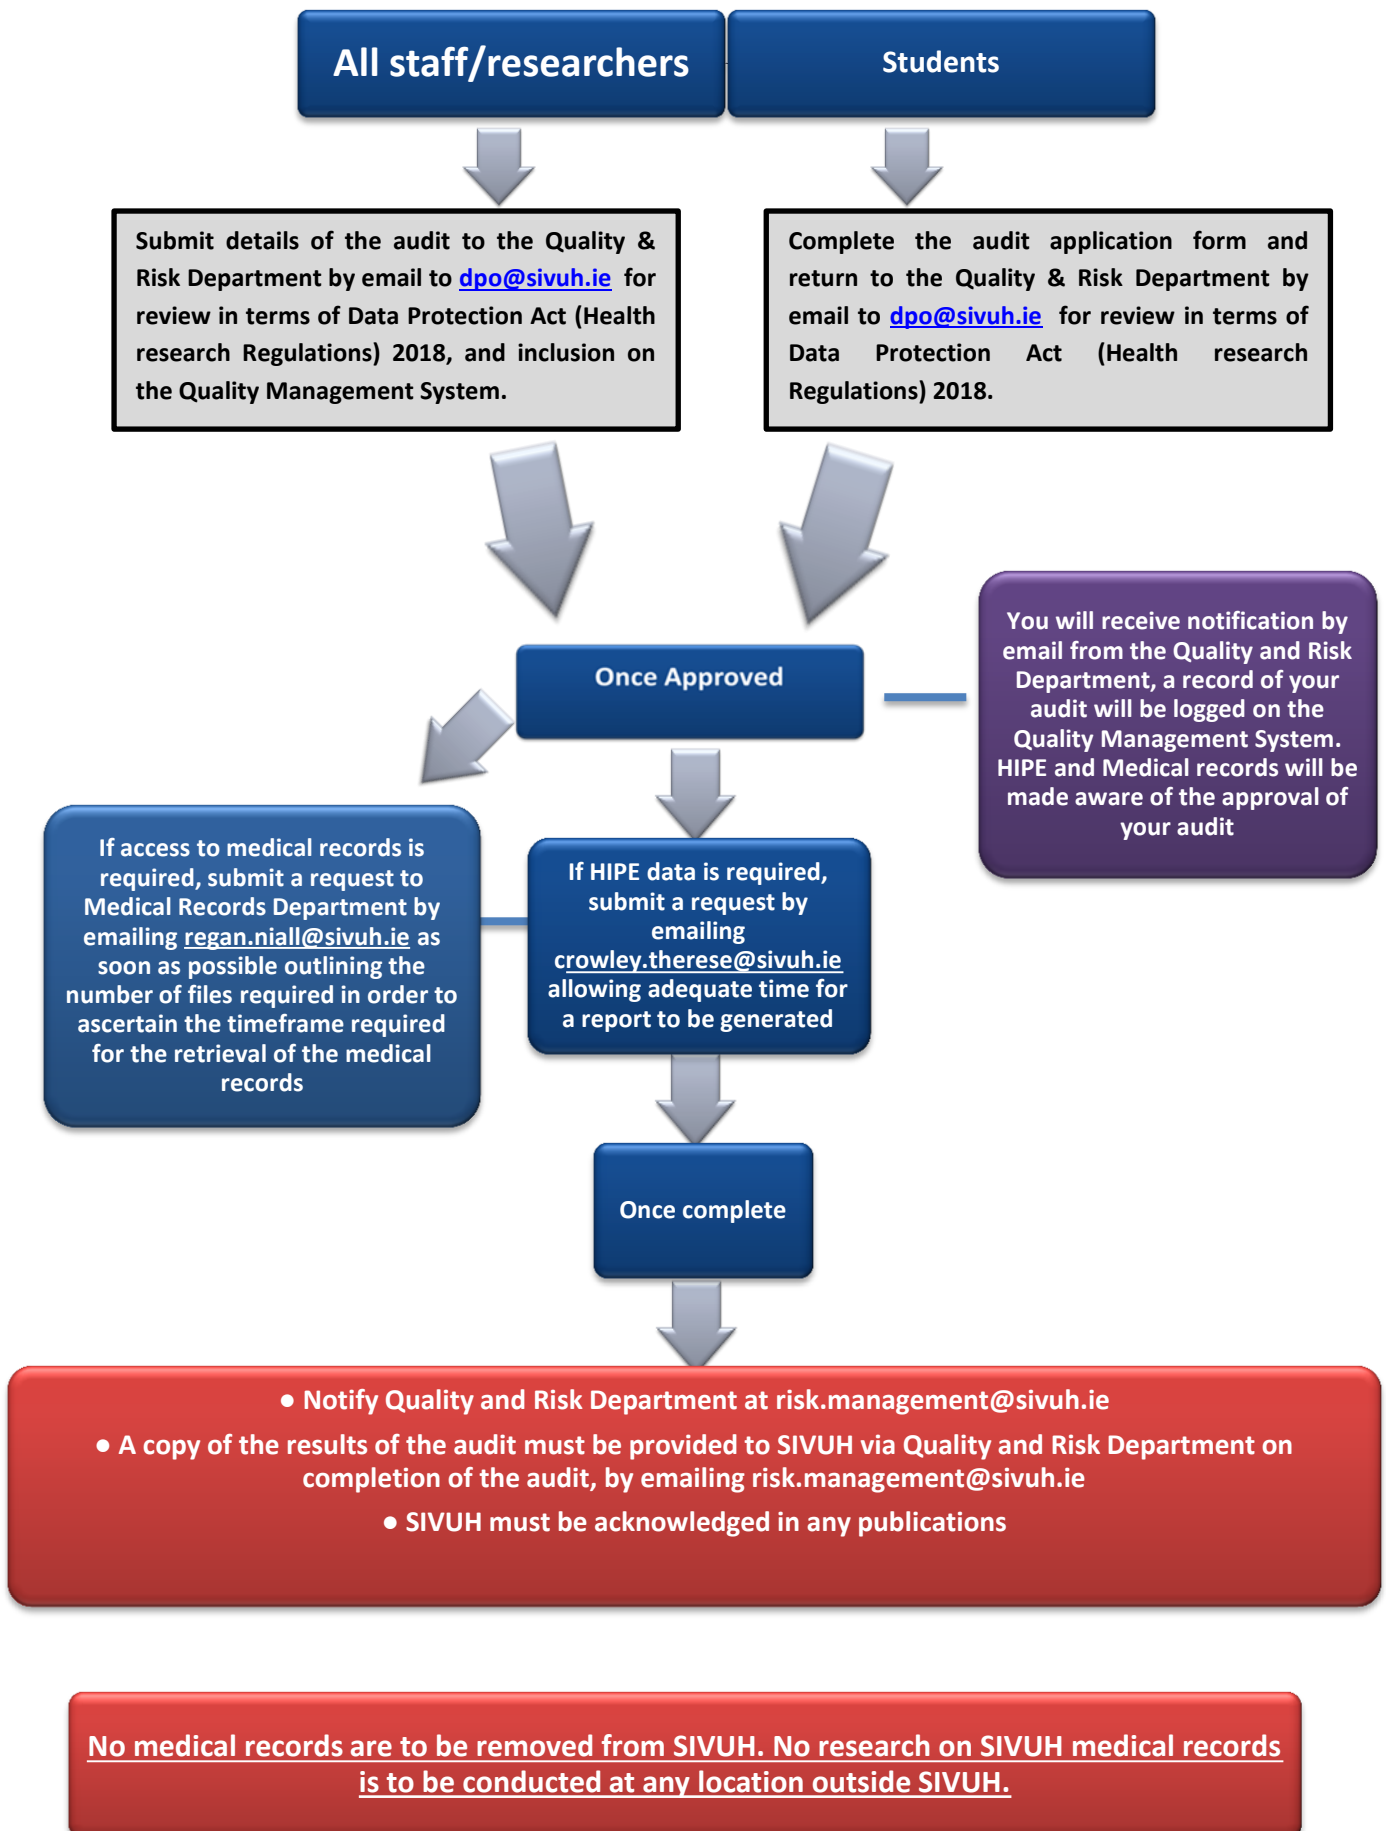 All staff/researchers
Students
Submit details of the audit to the Quality &
Risk Department by email to dpo@sivuh.ie for
review in terms of Data Protection Act (Health
research Regulations) 2018, and inclusion on
the Quality Management System.
Complete the audit application form and
return to the Quality & Risk Department by
email to dpo@sivuh.ie for review in terms of
Data Protection Act (Health research
Regulations) 2018.
Once Approved
You will receive notification by
email from the Quality and Risk
Department, a record of your
audit will be logged on the
Quality Management System.
HIPE and Medical records will be
made aware of the approval of
your audit
If access to medical records is
required, submit a request to
Medical Records Department by
emailing regan.niall@sivuh.ie as
soon as possible outlining the
number of files required in order to
ascertain the timeframe required
for the retrieval of the medical
records
If HIPE data is required,
submit a request by
emailing
crowley.therese@sivuh.ie
allowing adequate time for
a report to be generated
Once complete
● Notify Quality and Risk Department at risk.management@sivuh.ie
● A copy of the results of the audit must be provided to SIVUH via Quality and Risk Department on
completion of the audit, by emailing risk.management@sivuh.ie
● SIVUH must be acknowledged in any publications
No medical records are to be removed from SIVUH. No research on SIVUH medical records
is to be conducted at any location outside SIVUH.